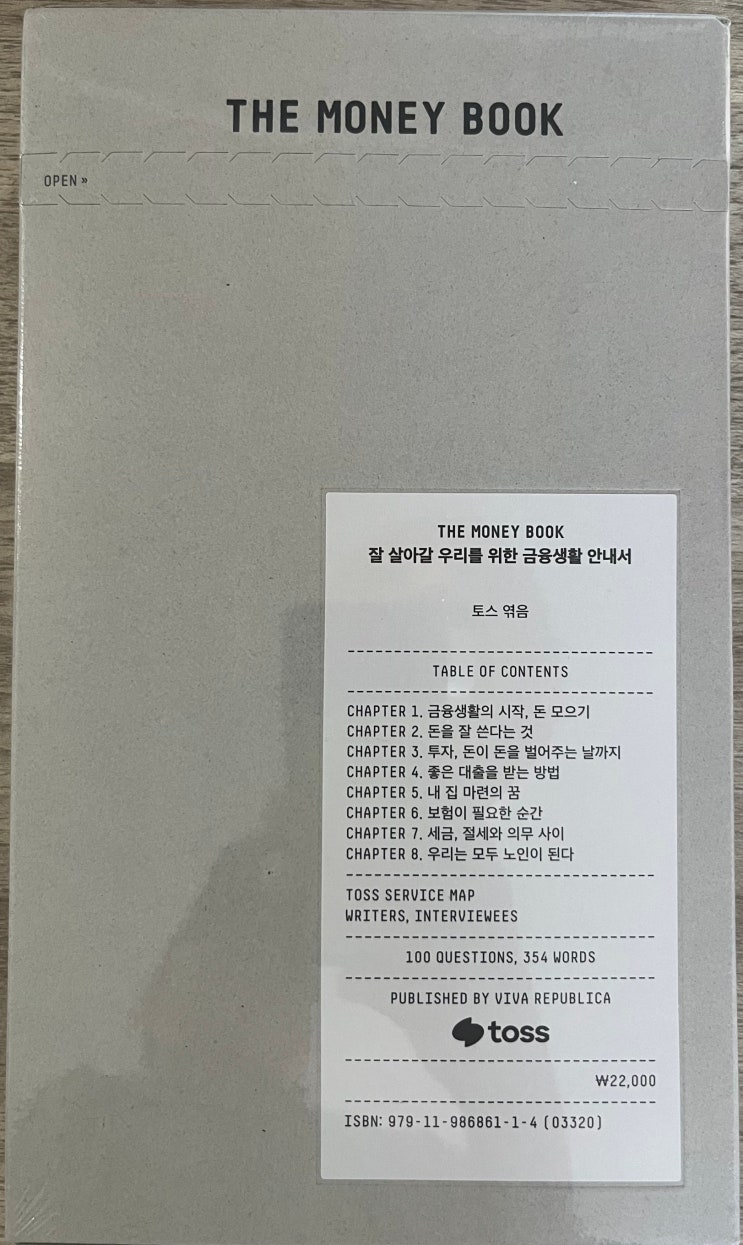 THE MONEY BOOK
OPEN »
THE MONEY BOOK
잘 살아갈 우리를 위한 금융생활 안내서
토스 엮음
TABLE OF CONTENTS
CHAPTER 1. 금융생활의 시작, 돈 모으기
CHAPTER 2. 돈을 잘 쓴다는 것
CHAPTER 3. 투자, 돈이 돈을 벌어주는 날까지
CHAPTER 4. 좋은 대출을 받는 방법
CHAPTER 5. 내 집 마련의 꿈
CHAPTER 6. 보험이 필요한 순간
CHAPTER 7. 세금, 절세와 의무 사이
CHAPTER 8. 우리는 모두 노인이 된다
TOSS SERVICE MAP
WRITERS, INTERVIEWEES
100 QUESTIONS, 354 WORDS
PUBLISHED BY VIVA REPUBLICA
toss
₩22,000
ISBN: 979-11-986861-1-4 (03320)